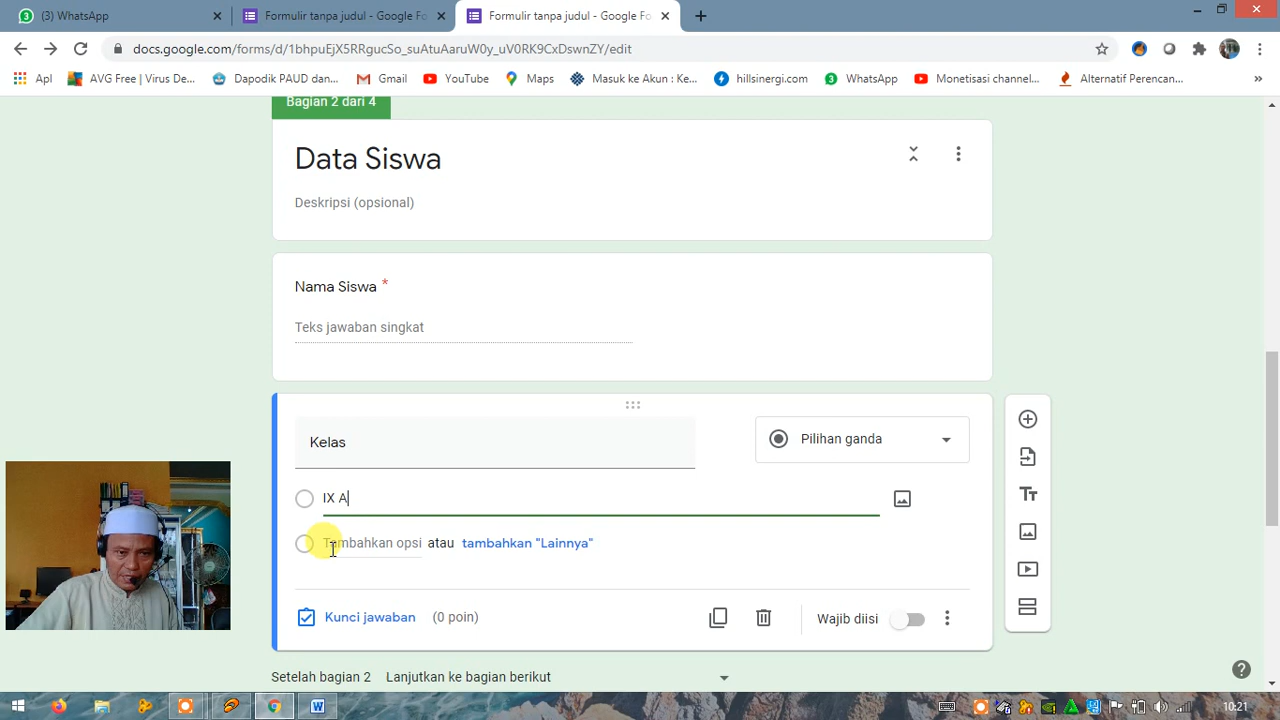 (3) WhatsApp
Formulir tanpa judul - Google Fo
Formulir tanpa judul - Google Fo
docs.google.com/forms/d/1bhpuEjX5RRgucSo_suAtuAaruW0y_uV0RK9CxDswnZY/edit
Apl
AVG Free | Virus De...
Dapodik PAUD dan...
Gmail
YouTube
Maps
Masuk ke Akun : Ke...
hillsinergi.com
3 WhatsApp
Monetisasi channel...
Alternatif Perencan...
»
Bagian 2 dari 4
Data Siswa
Deskripsi (opsional)
Nama Siswa *
Teks jawaban singkat
Kelas
Pilihan ganda
IX A
Tambahkan opsi atau tambahkan "Lainnya"
Kunci jawaban (0 poin)
Wajib diisi
Setelah bagian 2 Lanjutkan ke bagian berikut
10:21